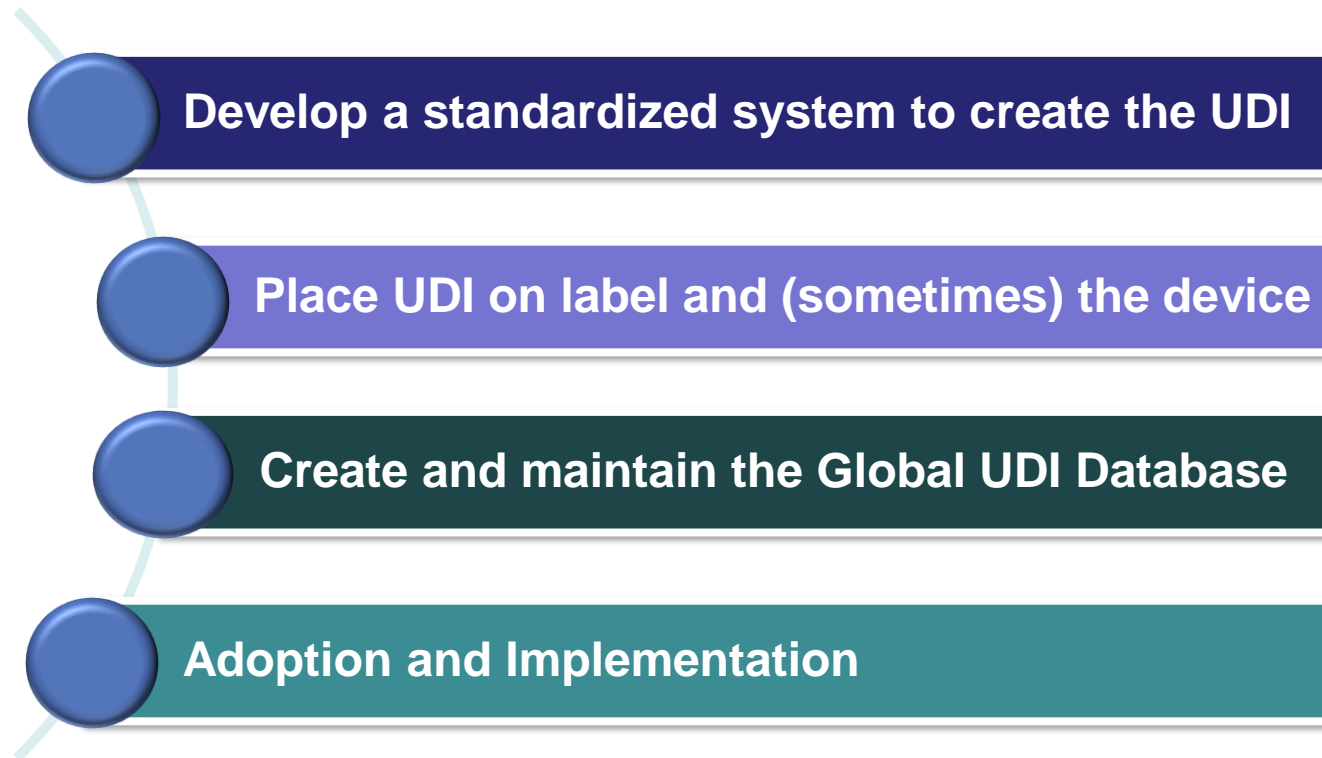 Develop a standardized system to create the UDI
Place UDI on label and (sometimes) the device
Create and maintain the Global UDI Database
Adoption and Implementation